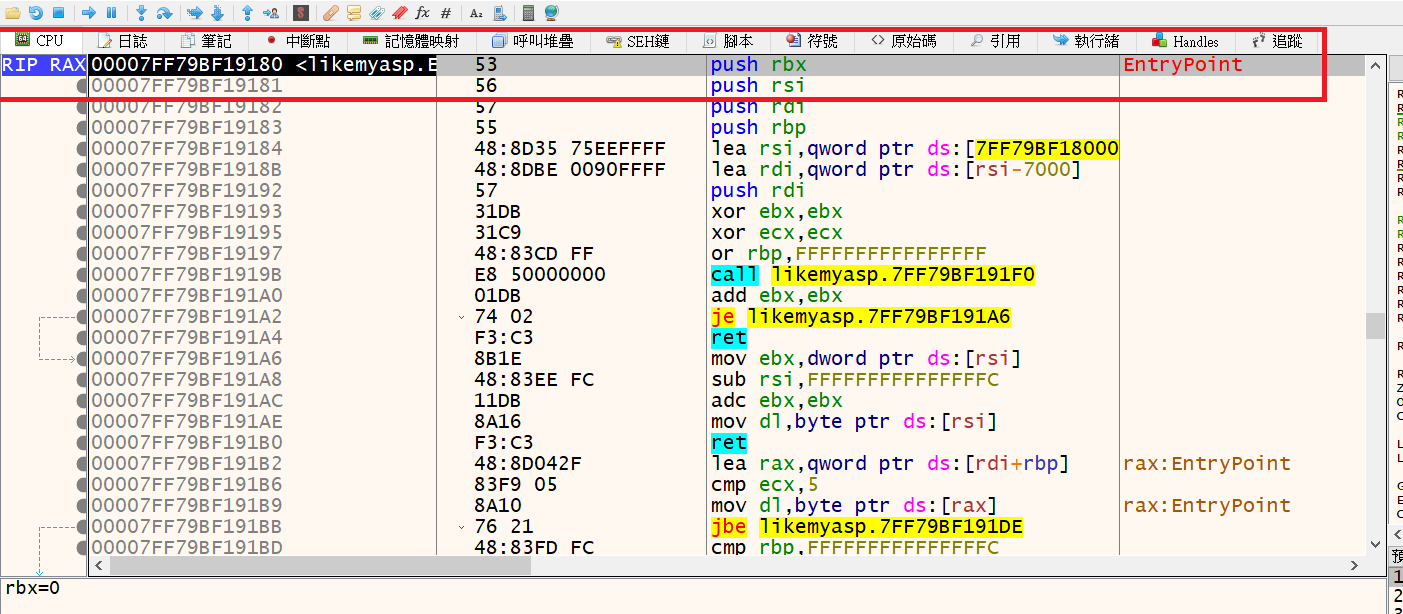 $ fx # Az
CPU 日誌 筆記 中斷點 記憶體映射 呼叫堆疊 SEH鏈 腳本 符號 原始碼 引用 執行緒 Handles 追蹤
RIP RAX 00007FF79BF19180 <likemyasp.E 53 push rbx EntryPoint
00007FF79BF19181 56 push rsi
00007FF79BF19182 57 push rdi
00007FF79BF19183 55 push rbp
00007FF79BF19184 48:8D35 75EEFFFF lea rsi,qword ptr ds:[7FF79BF18000
00007FF79BF1918B 48:8DBE 0090FFFF lea rdi,qword ptr ds:[rsi-7000]
00007FF79BF19192 57 push rdi
00007FF79BF19193 31DB xor ebx,ebx
00007FF79BF19195 31C9 xor ecx,ecx
00007FF79BF19197 48:83CD FF or rbp,FFFFFFFFFFFFFFFF
00007FF79BF1919B E8 50000000 call likemyasp.7FF79BF191F0
00007FF79BF191A0 01DB add ebx,ebx
00007FF79BF191A2 74 02 je likemyasp.7FF79BF191A6
00007FF79BF191A4 F3:C3 ret
00007FF79BF191A6 8B1E mov ebx,dword ptr ds:[rsi]
00007FF79BF191A8 48:83EE FC sub rsi,FFFFFFFFFFFFFFFC
00007FF79BF191AC 11DB adc ebx,ebx
00007FF79BF191AE 8A16 mov dl,byte ptr ds:[rsi]
00007FF79BF191B0 F3:C3 ret
00007FF79BF191B2 48:8D042F lea rax,qword ptr ds:[rdi+rbp] rax:EntryPoint
00007FF79BF191B6 83F9 05 cmp ecx,5
00007FF79BF191B9 8A10 mov dl,byte ptr ds:[rax] rax:EntryPoint
00007FF79BF191BB 76 21 jbe likemyasp.7FF79BF191DE
00007FF79BF191BD 48:83FD FC cmp rbp,FFFFFFFFFFFFFFFC
rbx=0
預
1
2